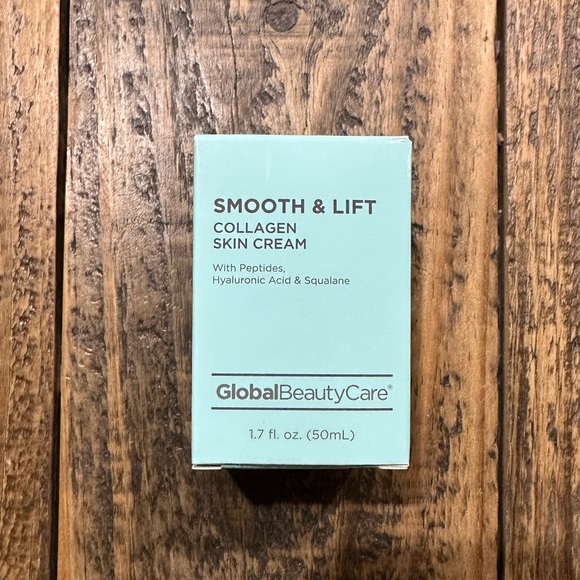 SMOOTH & LIFT
COLLAGEN
SKIN CREAM
With Peptides,
Hyaluronic Acid & Squalane
GlobalBeautyCare®
1.7 fl. oz. (50mL)